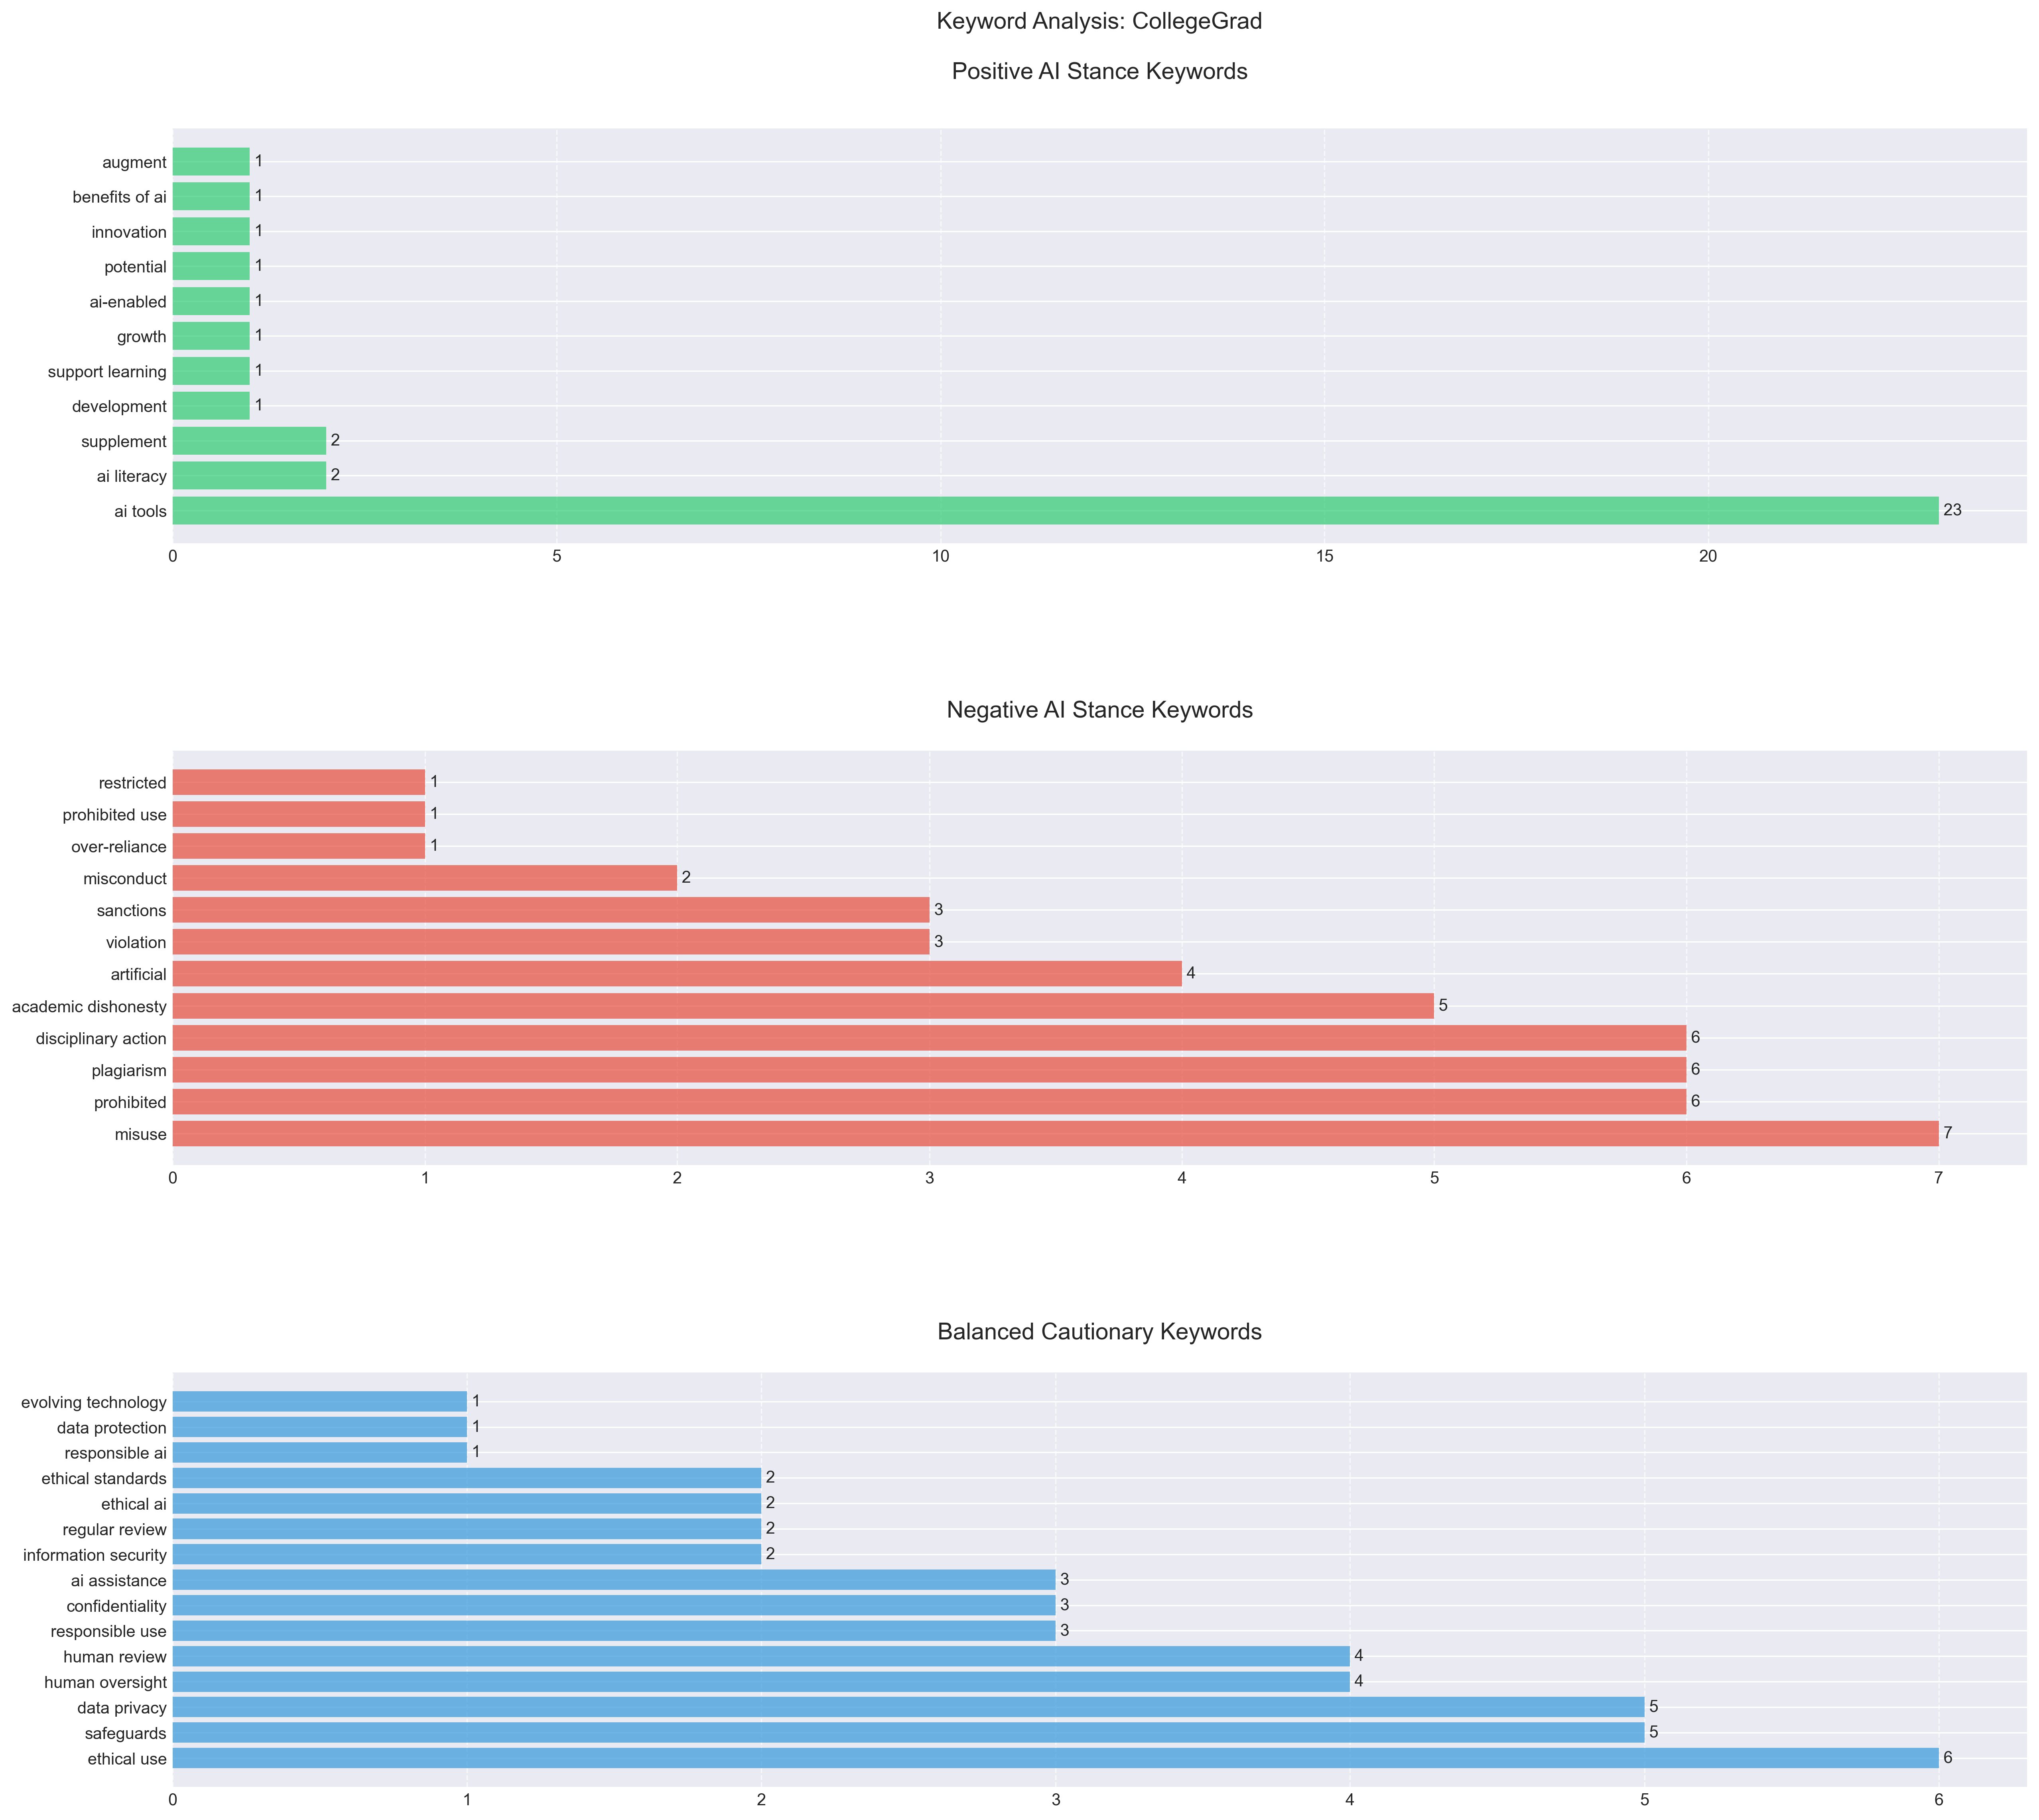 Keyword Analysis: CollegeGrad
Positive AI Stance Keywords
augment 1
benefits of ai 1
innovation 1
potential 1
ai-enabled 1
growth 1
support learning 1
development 1
supplement 2
ai literacy 2
ai tools 23
0 5 10 15 20
Negative AI Stance Keywords
restricted 1
prohibited use 1
over-reliance 1
misconduct 2
sanctions 3
violation 3
artificial 4
academic dishonesty 5
disciplinary action 6
plagiarism 6
prohibited 6
misuse 7
0 1 2 3 4 5 6 7
Balanced Cautionary Keywords
evolving technology 1
data protection 1
responsible ai 1
ethical standards 2
ethical ai 2
regular review 2
information security 2
ai assistance 3
confidentiality 3
responsible use 3
human review 4
human oversight 4
data privacy 5
safeguards 5
ethical use 6
0 1 2 3 4 5 6